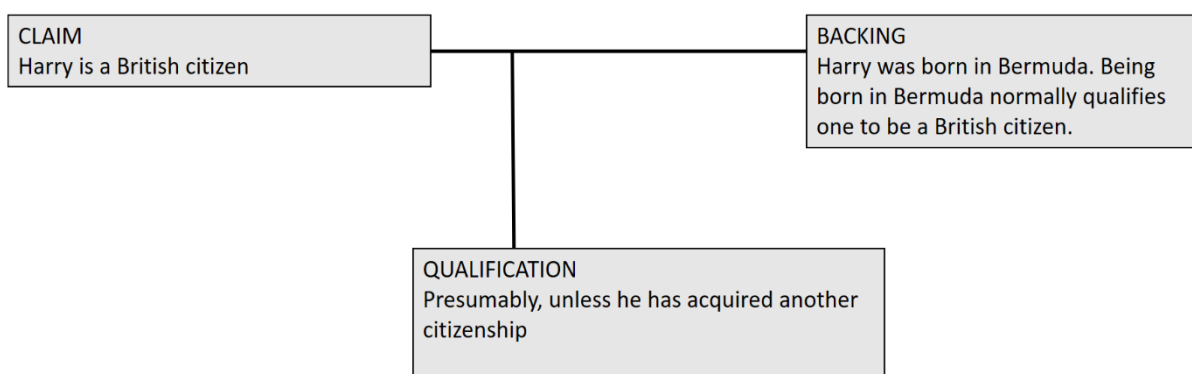 CLAIM
Harry is a British citizen
BACKING
Harry was born in Bermuda. Being
born in Bermuda normally qualifies
one to be a British citizen.
QUALIFICATION
Presumably, unless he has acquired another
citizenship